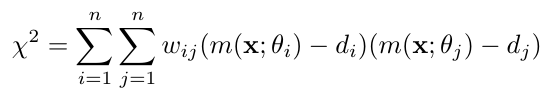 χ² = ∑_{i=1}^{n} ∑_{j=1}^{n} w_{ij}(m(𝐱; θ_i) − d_i)(m(𝐱; θ_j) − d_j)